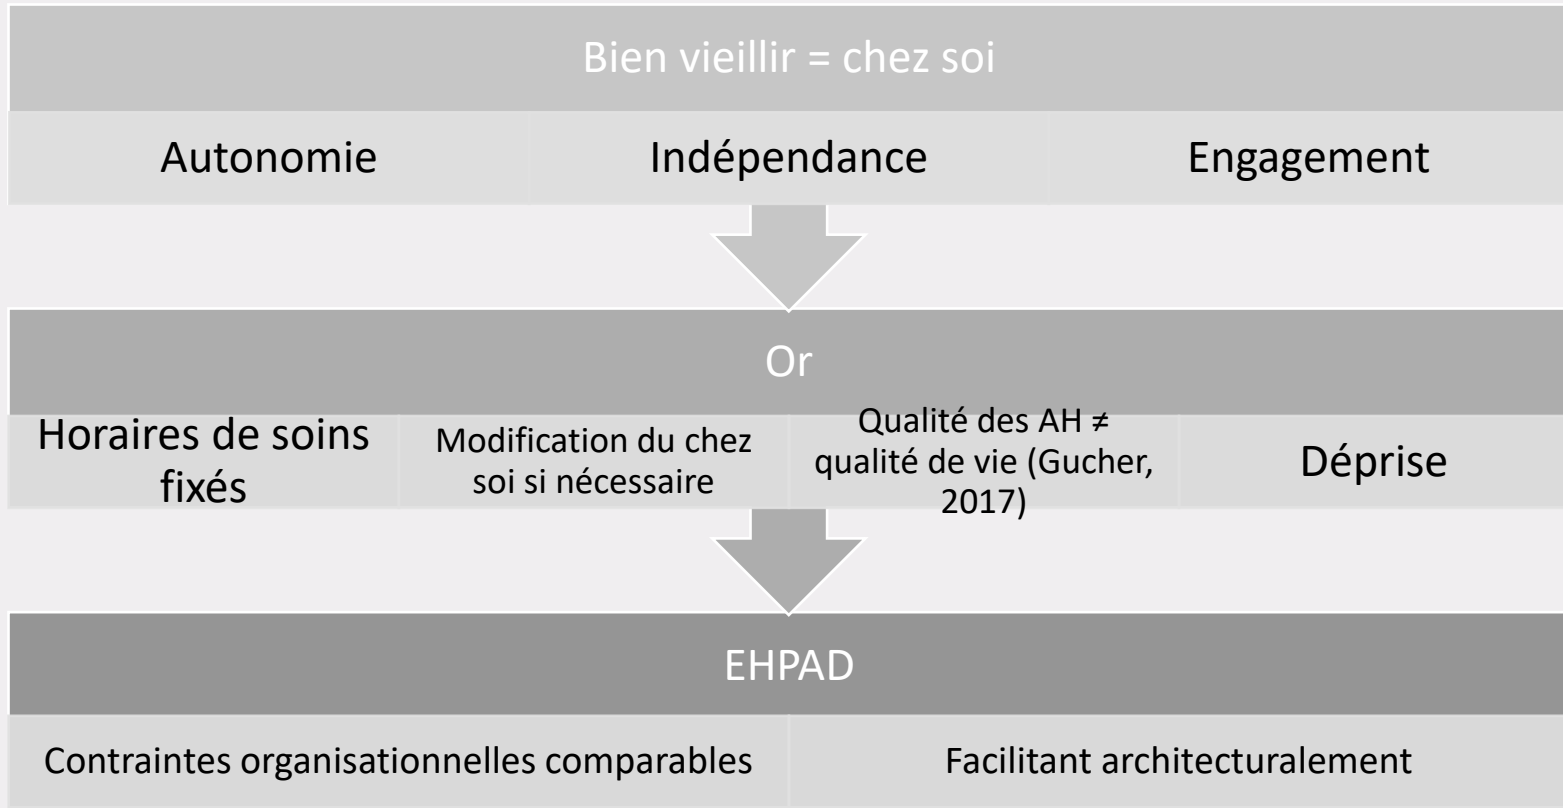 Bien vieillir = chez soi
Autonomie
Indépendance
Engagement
Or
Horaires de soins
fixés
Modification du chez
soi si nécessaire
Qualité des AH ≠
qualité de vie (Gucher,
2017)
Déprise
EHPAD
Contraintes organisationnelles comparables
Facilitant architecturalement